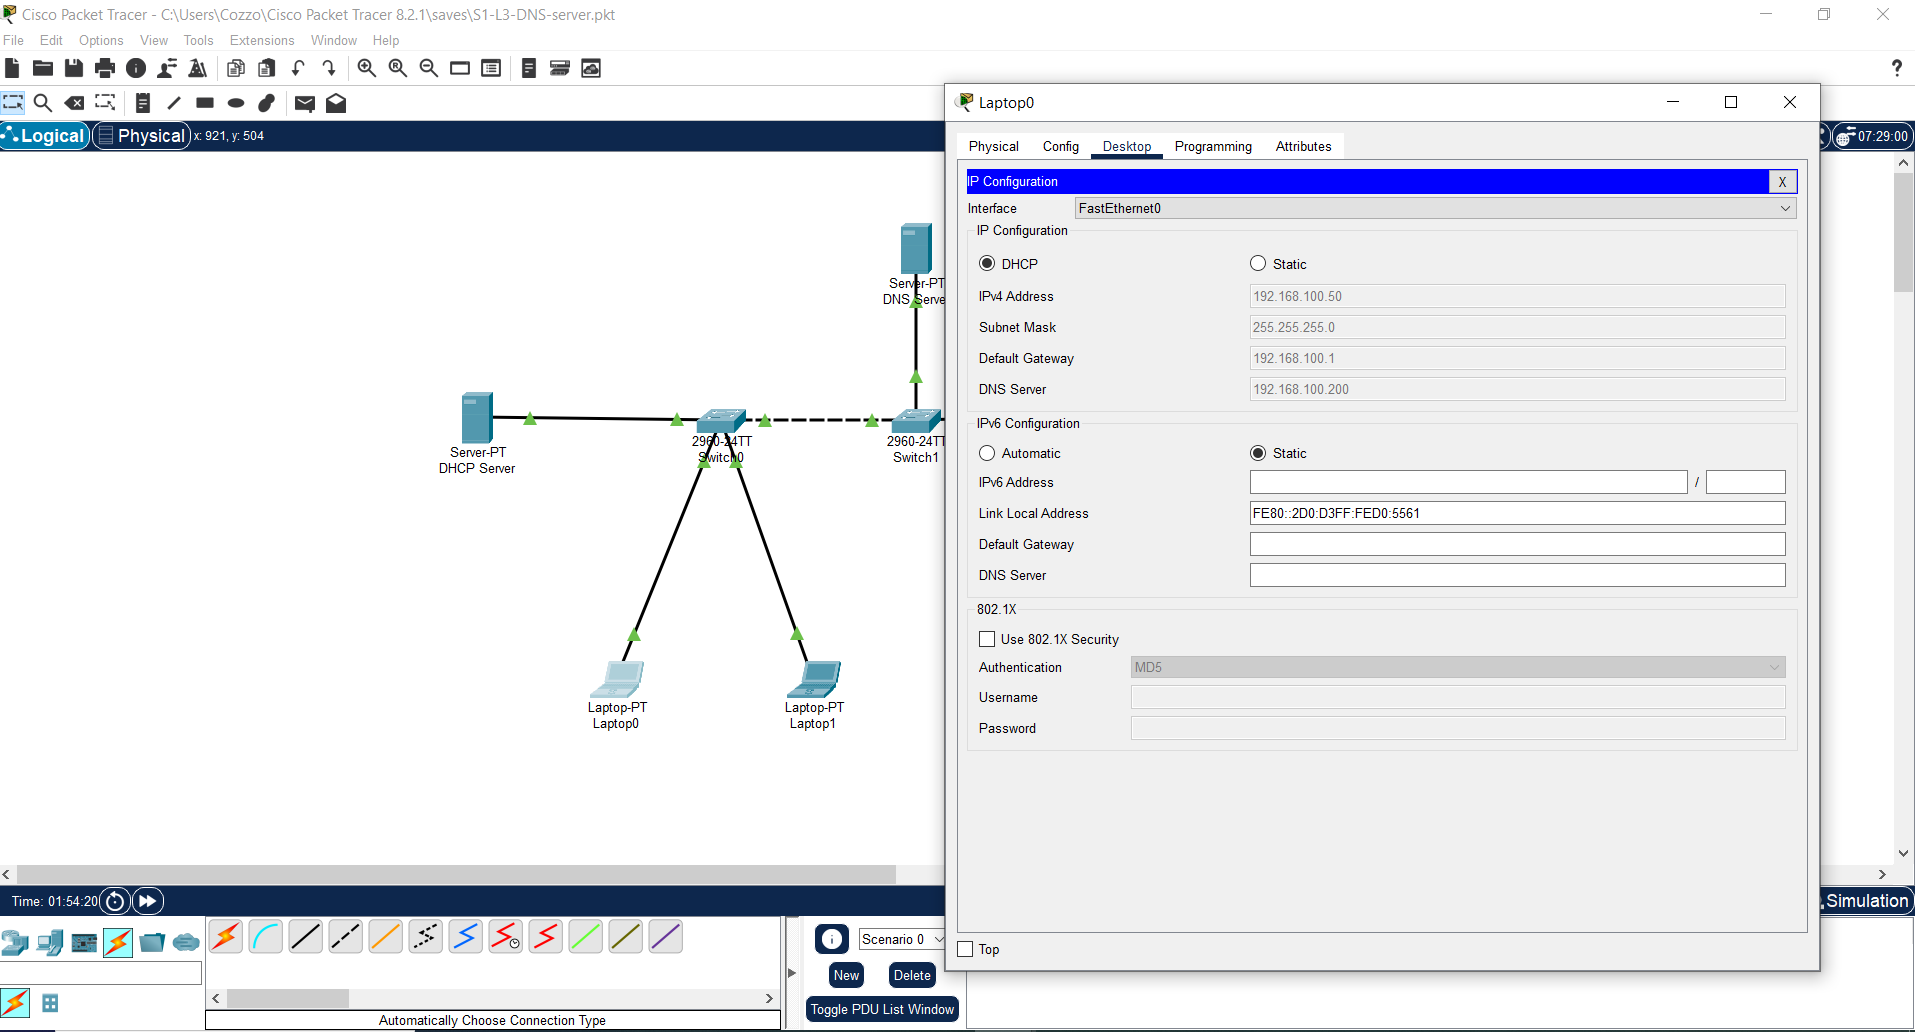 Cisco Packet Tracer - C:\Users\Cozzo\Cisco Packet Tracer 8.2.1\saves\S1-L3-DNS-server.pkt
File Edit Options View Tools Extensions Window Help
?
Logical Physical x: 921, y: 504
07:29:00
Server-PT
DNS Serve
Server-PT
DHCP Server
2960-24TT
Switch0
2960-24TT
Switch1
Laptop-PT
Laptop0
Laptop-PT
Laptop1
Laptop0
Physical Config Desktop Programming Attributes
IP Configuration X
Interface FastEthernet0
IP Configuration
DHCP Static
IPv4 Address 192.168.100.50
Subnet Mask 255.255.255.0
Default Gateway 192.168.100.1
DNS Server 192.168.100.200
IPv6 Configuration
Automatic Static
IPv6 Address /
Link Local Address FE80::2D0:D3FF:FED0:5561
Default Gateway
DNS Server
802.1X
Use 802.1X Security
Authentication MD5
Username
Password
Top
Time: 01:54:20
Simulation
Scenario 0
New Delete
Toggle PDU List Window
Automatically Choose Connection Type